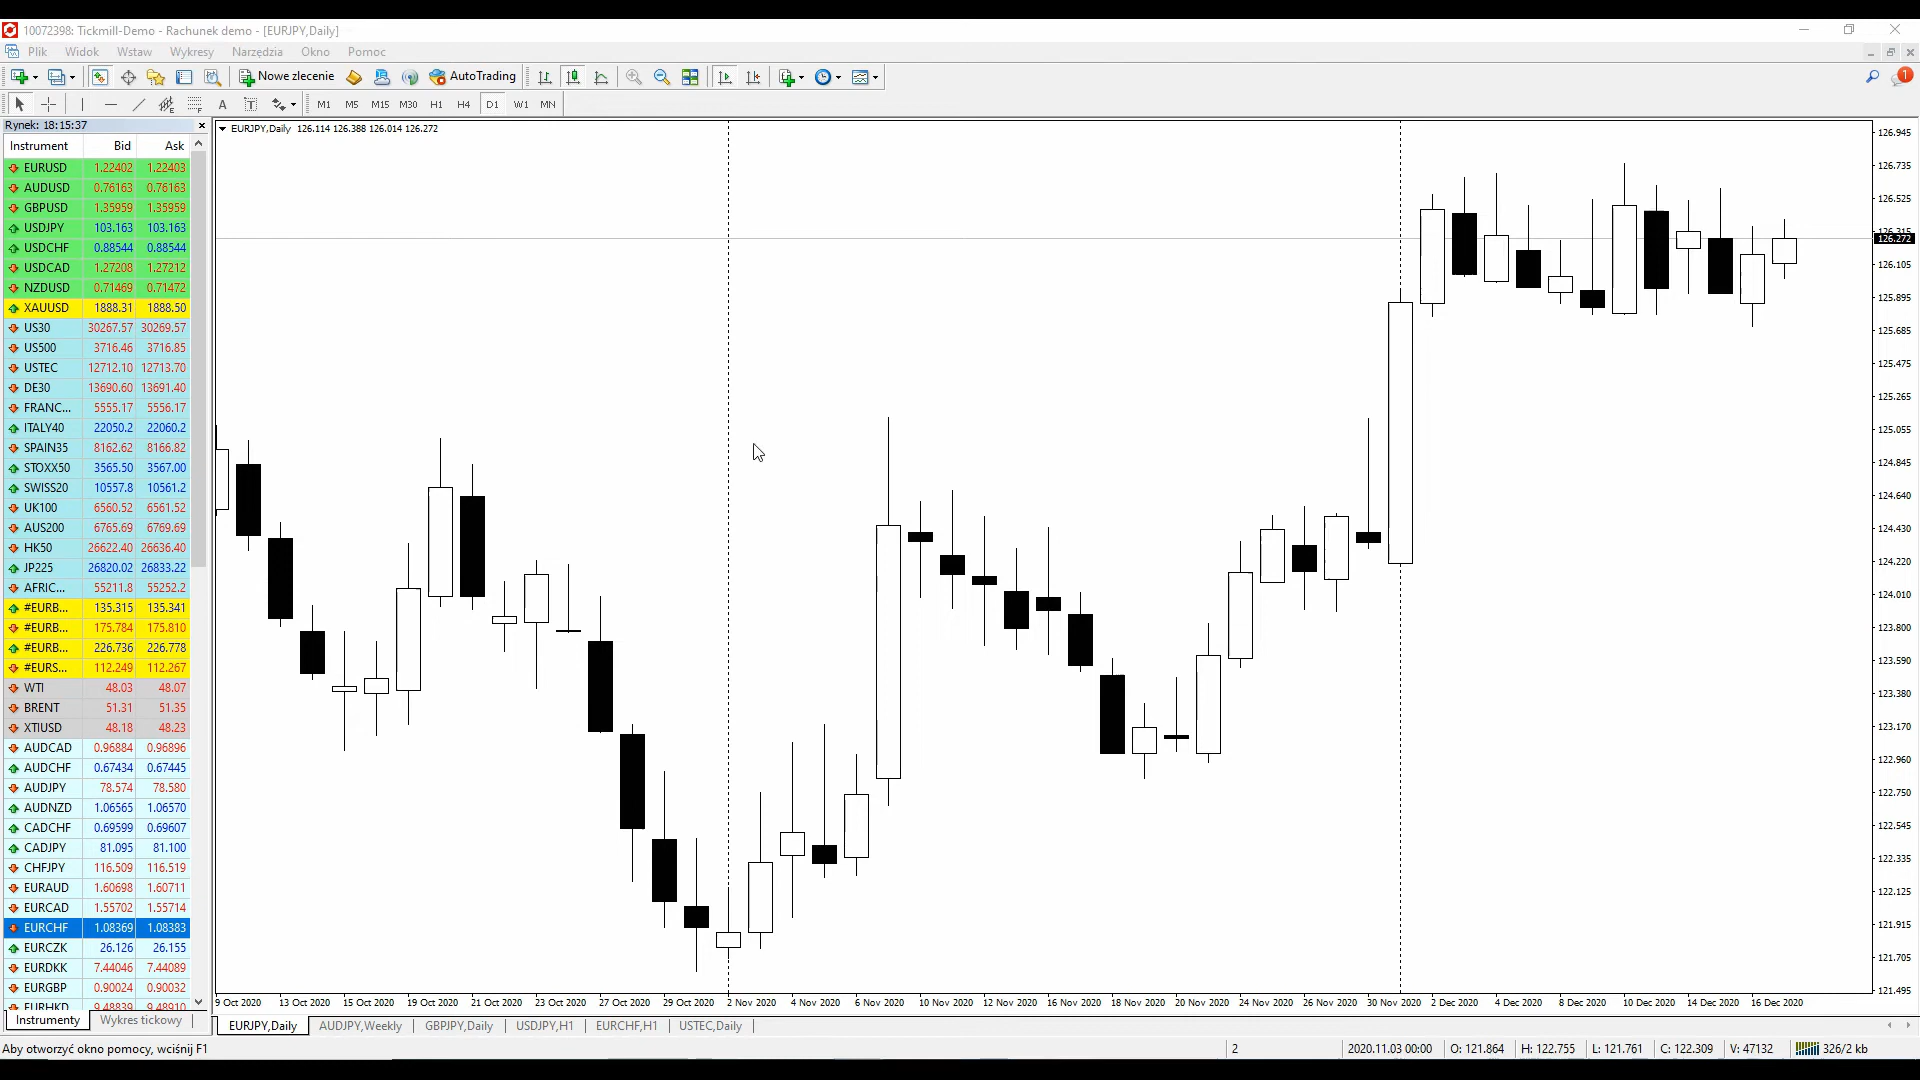 10072398: Tickmill-Demo - Rachunek demo - [EURJPY,Daily]
Plik Widok Wstaw Wykresy Narzędzia Okno Pomoc
Nowe zlecenie AutoTrading 1
A T M1 M5 M15 M30 H1 H4 D1 W1 MN
Rynek: 18:15:37
Instrument Bid Ask
EURUSD 1.22402 1.22403
AUDUSD 0.76163 0.76163
GBPUSD 1.35959 1.35959
USDJPY 103.163 103.163
USDCHF 0.88544 0.88544
USDCAD 1.27208 1.27212
NZDUSD 0.71469 0.71472
XAUUSD 1888.31 1888.50
US30 30267.57 30269.57
US500 3716.46 3716.85
USTEC 12712.10 12713.70
DE30 13690.60 13691.40
FRANC... 5555.17 5556.17
ITALY40 22050.2 22060.2
SPAIN35 8162.62 8166.82
STOXX50 3565.50 3567.00
SWISS20 10557.8 10561.2
UK100 6560.52 6561.52
AUS200 6765.69 6769.69
HK50 26622.40 26636.40
JP225 26820.02 26833.22
AFRIC... 55211.8 55252.2
#EURB... 135.315 135.341
#EURB... 175.784 175.810
#EURB... 226.736 226.778
#EURS... 112.249 112.267
WTI 48.03 48.07
BRENT 51.31 51.35
XTIUSD 48.18 48.23
AUDCAD 0.96884 0.96896
AUDCHF 0.67434 0.67445
AUDJPY 78.574 78.580
AUDNZD 1.06565 1.06570
CADCHF 0.69599 0.69607
CADJPY 81.095 81.100
CHFJPY 116.509 116.519
EURAUD 1.60698 1.60711
EURCAD 1.55702 1.55714
EURCHF 1.08369 1.08383
EURCZK 26.126 26.155
EURDKK 7.44046 7.44089
EURGBP 0.90024 0.90032
EURHKD 9.48839 9.48910
Instrumenty Wykres tickowy
EURJPY,Daily 126.114 126.388 126.014 126.272
126.945
126.735
126.525
126.315
126.272
126.105
125.895
125.685
125.475
125.265
125.055
124.845
124.640
124.430
124.220
124.010
123.800
123.590
123.380
123.170
122.960
122.750
122.545
122.335
122.125
121.915
121.705
121.495
9 Oct 2020 13 Oct 2020 15 Oct 2020 19 Oct 2020 21 Oct 2020 23 Oct 2020 27 Oct 2020 29 Oct 2020 2 Nov 2020 4 Nov 2020 6 Nov 2020 10 Nov 2020 12 Nov 2020 16 Nov 2020 18 Nov 2020 20 Nov 2020 24 Nov 2020 26 Nov 2020 30 Nov 2020 2 Dec 2020 4 Dec 2020 8 Dec 2020 10 Dec 2020 14 Dec 2020 16 Dec 2020
EURJPY,Daily AUDJPY,Weekly GBPJPY,Daily USDJPY,H1 EURCHF,H1 USTEC,Daily
Aby otworzyć okno pomocy, wciśnij F1 2 2020.11.03 00:00 O: 121.864 H: 122.755 L: 121.761 C: 122.309 V: 47132 326/2 kb